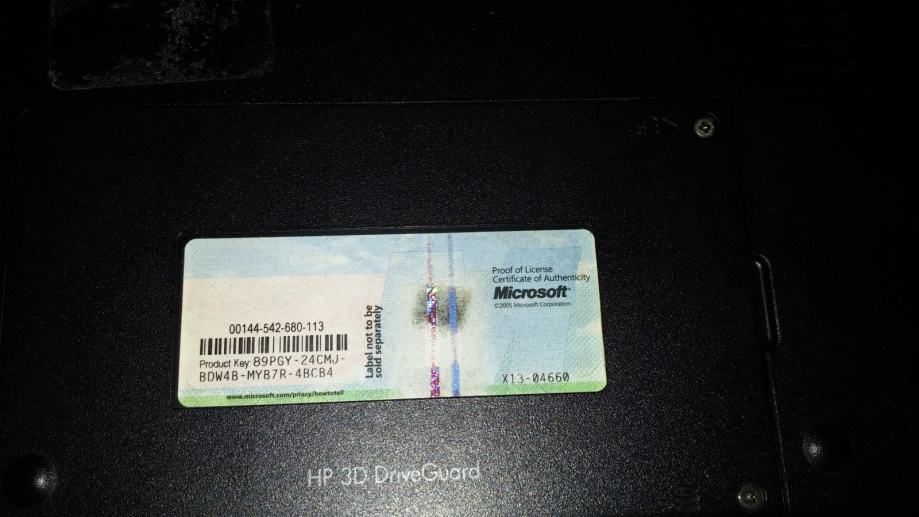 Proof of License
Certificate of Authenticity
Microsoft
©2005 Microsoft Corporation
00144-542-680-113
Product Key: 89PGY-24CMJ-
BDW4B-MYB7R-4BCB4
www.microsoft.com/piracy/howtotell
Label not to be
sold separately
X13-04660
HP 3D DriveGuard